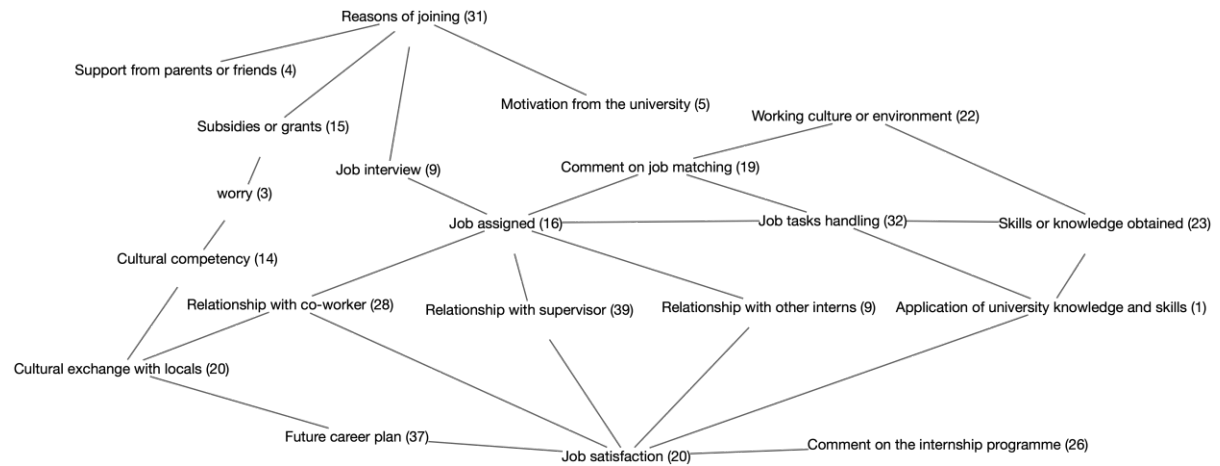 Reasons of joining (31)
Support from parents or friends (4)
Motivation from the university (5)
Working culture or environment (22)
Subsidies or grants (15)
Comment on job matching (19)
Job interview (9)
worry (3)
Job assigned (16)
Job tasks handling (32)
Skills or knowledge obtained (23)
Cultural competency (14)
Relationship with co-worker (28)
Relationship with supervisor (39)
Relationship with other interns (9)
Application of university knowledge and skills (1)
Cultural exchange with locals (20)
Future career plan (37)
Job satisfaction (20)
Comment on the internship programme (26)